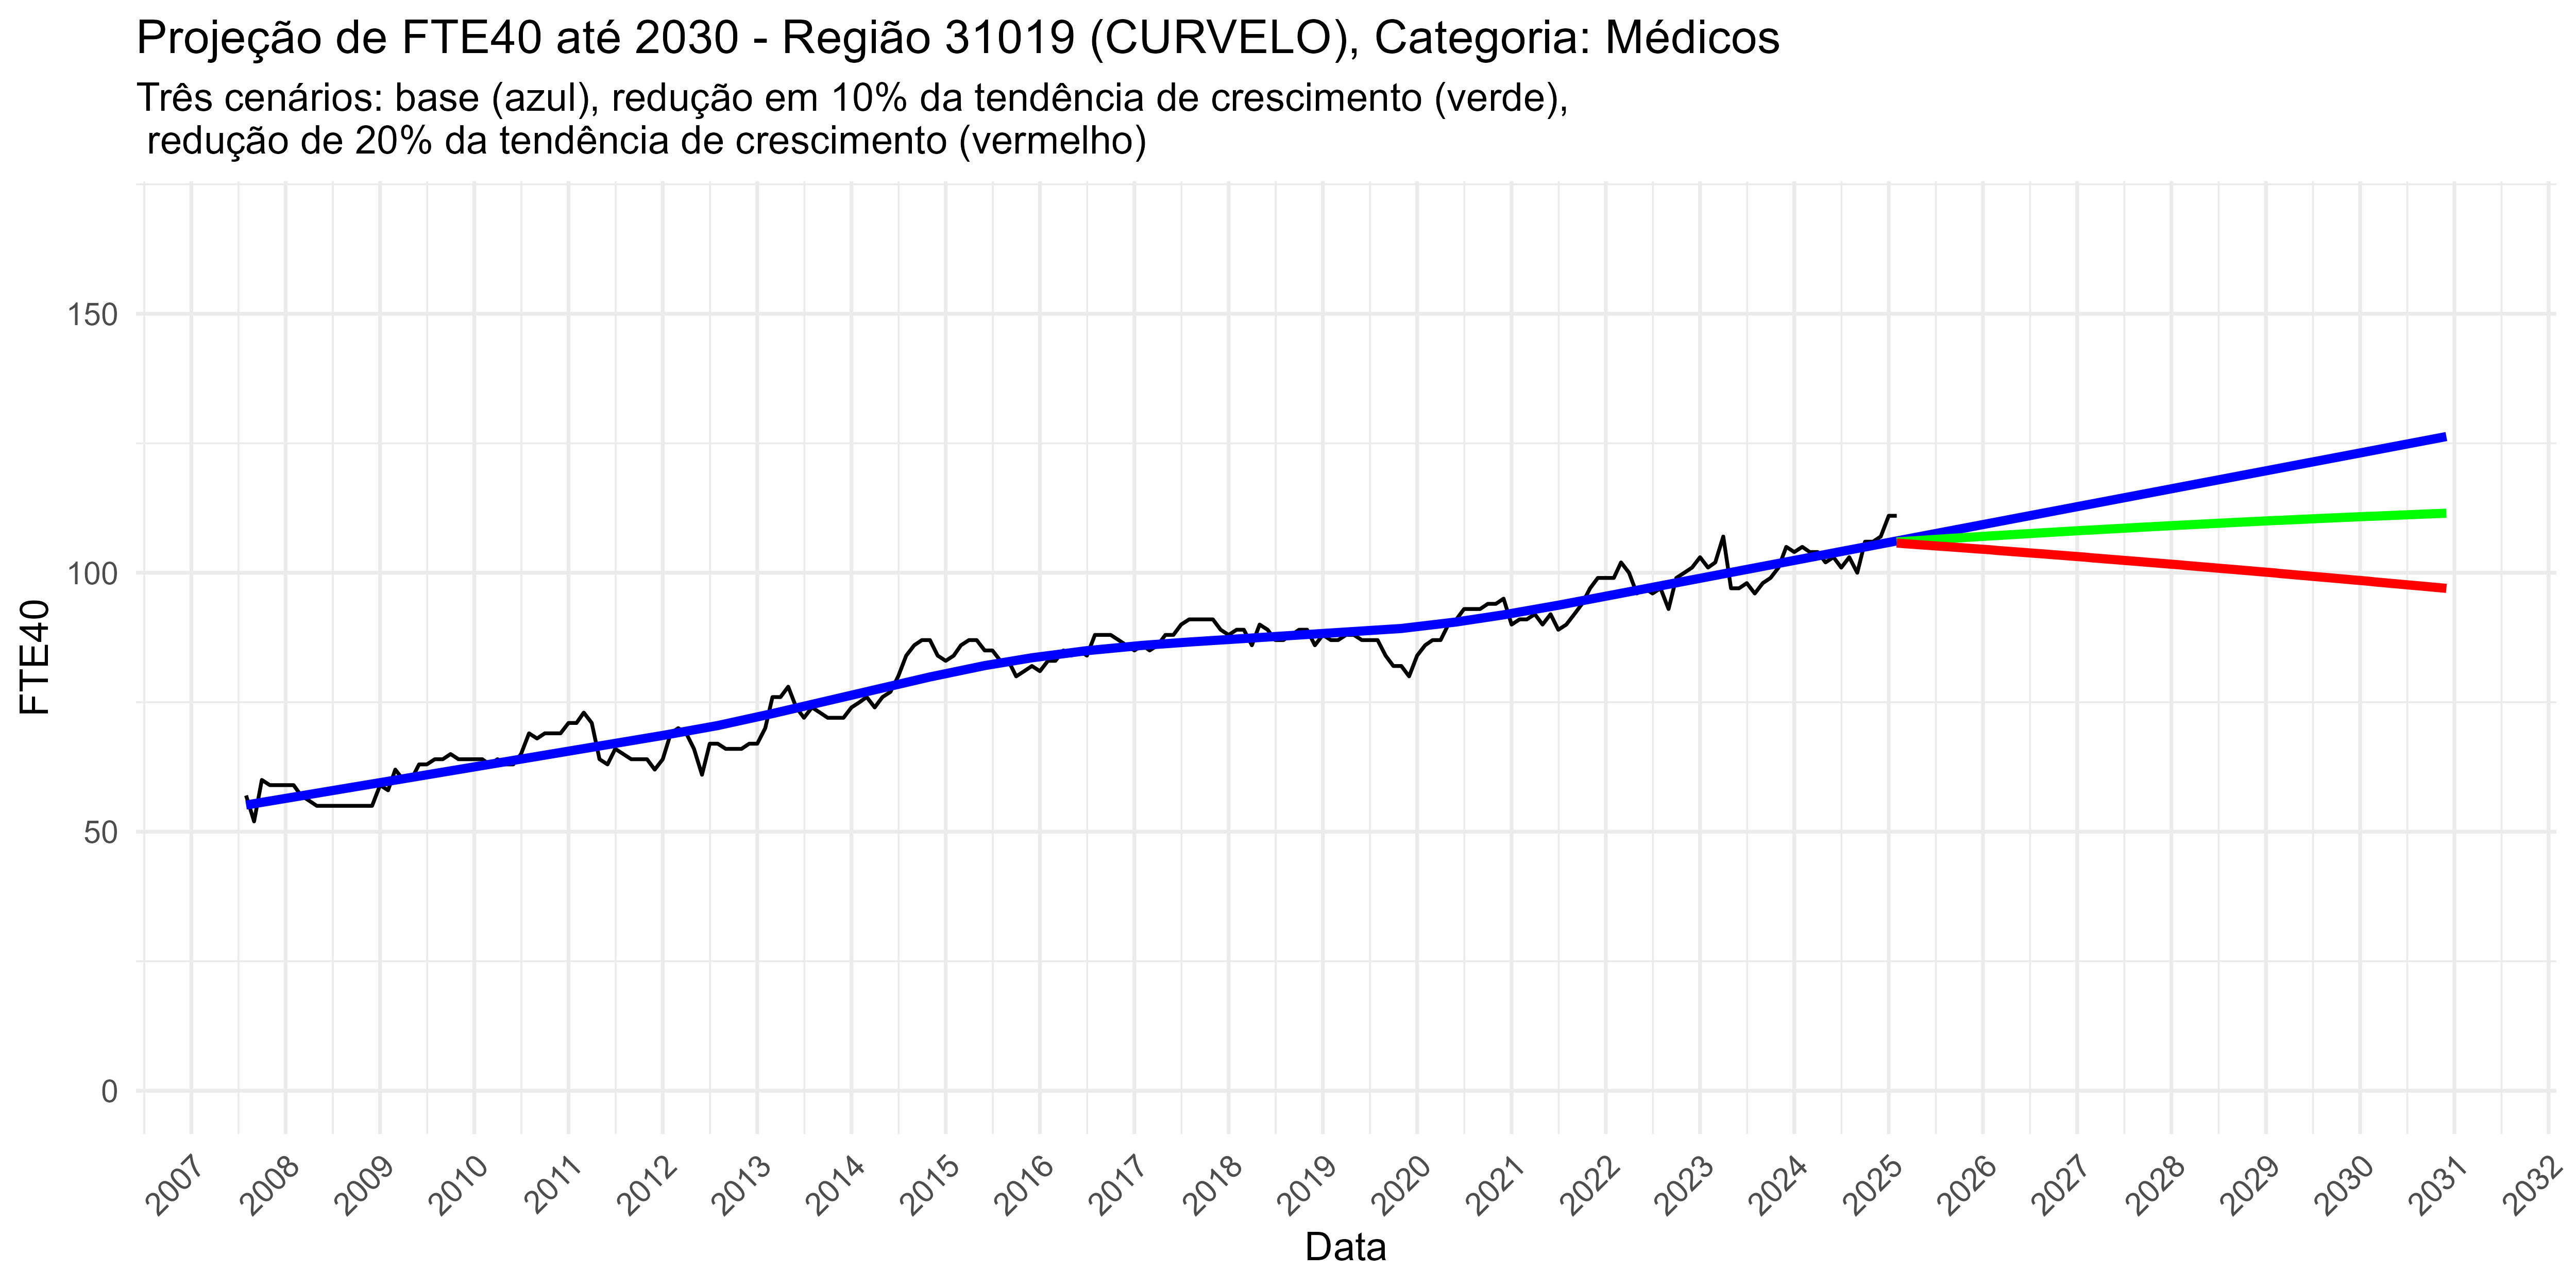 Projeção de FTE40 até 2030 - Região 31019 (CURVELO), Categoria: Médicos
Três cenários: base (azul), redução em 10% da tendência de crescimento (verde),
redução de 20% da tendência de crescimento (vermelho)
150
100
50
0
FTE40
2007 2008 2009 2010 2011 2012 2013 2014 2015 2016 2017 2018 2019 2020 2021 2022 2023 2024 2025 2026 2027 2028 2029 2030 2031 2032
Data